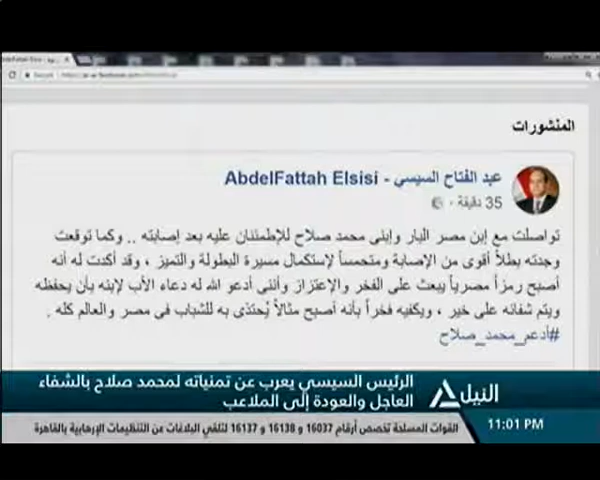 المنشورات
عبد الفتاح السيسي - AbdelFattah Elsisi
35 دقيقة ·
تواصلت مع إبن مصر البار وإبنى محمد صلاح للإطمئنان عليه بعد إصابته .. وكما توقعت
وجدته بطلاً أقوى من الإصابة ومتحمساً لإستكمال مسيرة البطولة والتميز ، وقد أكدت له أنه
أصبح رمزاً مصرياً يبعث على الفخر والإعتزاز وأننى أدعو الله له دعاء الأب لإبنه بأن يحفظه
ويتم شفائه على خير ، ويكفيه فخراً بأنه أصبح مثالاً يُحتذى به للشباب فى مصر والعالم كله .
#أدعم_محمد_صلاح
الرئيس السيسي يعرب عن تمنياته لمحمد صلاح بالشفاء
العاجل والعودة إلى الملاعب
النيل
القوات المسلحة تخصص أرقام 16037 و 16138 و 16137 لتلقي البلاغات عن التنظيمات الإرهابية بالقاهرة
11:01 PM